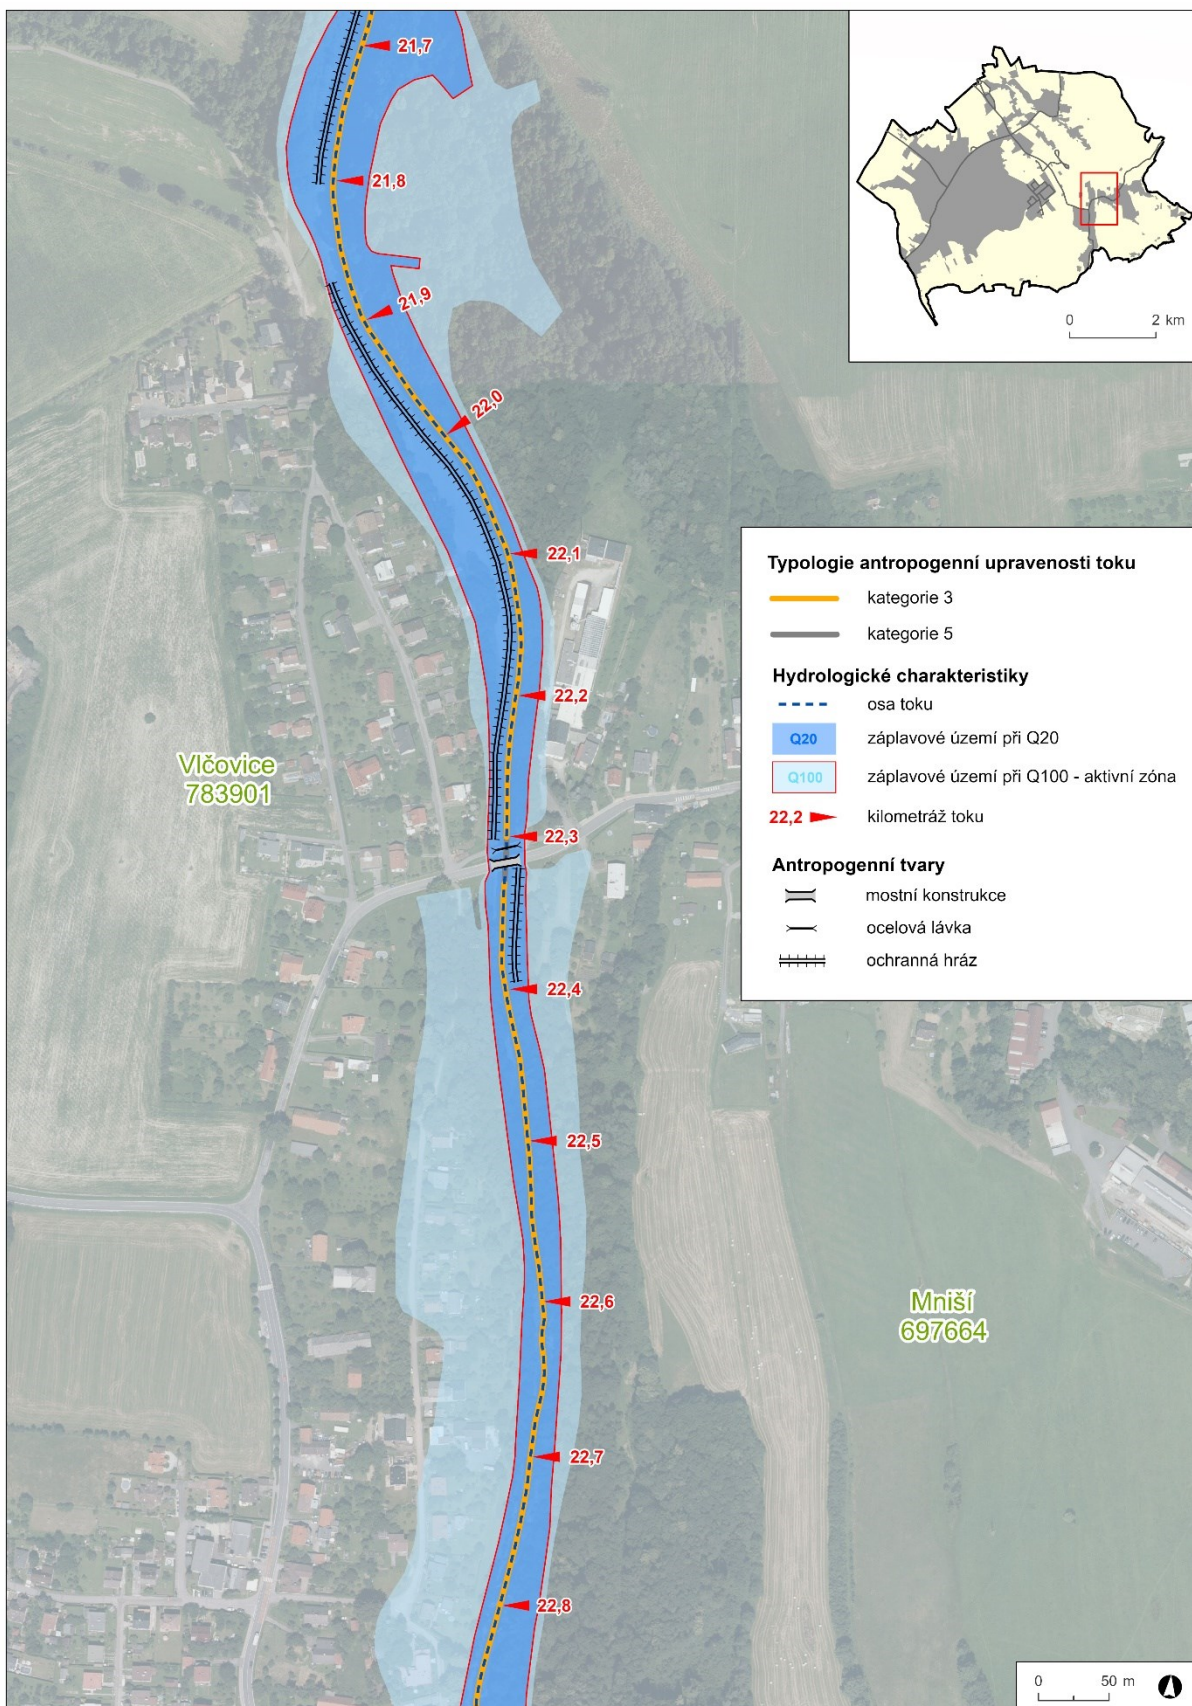 21,7
21,8
21,9
22,0
22,1
22,2
22,3
22,4
22,5
22,6
22,7
22,8
Vlčovice
783901
Mniší
697664
0 2 km
Typologie antropogenní upravenosti toku
kategorie 3
kategorie 5
Hydrologické charakteristiky
osa toku
Q20 záplavové území při Q20
Q100 záplavové území při Q100 - aktivní zóna
22,2 kilometráž toku
Antropogenní tvary
mostní konstrukce
ocelová lávka
ochranná hráz
0 50 m